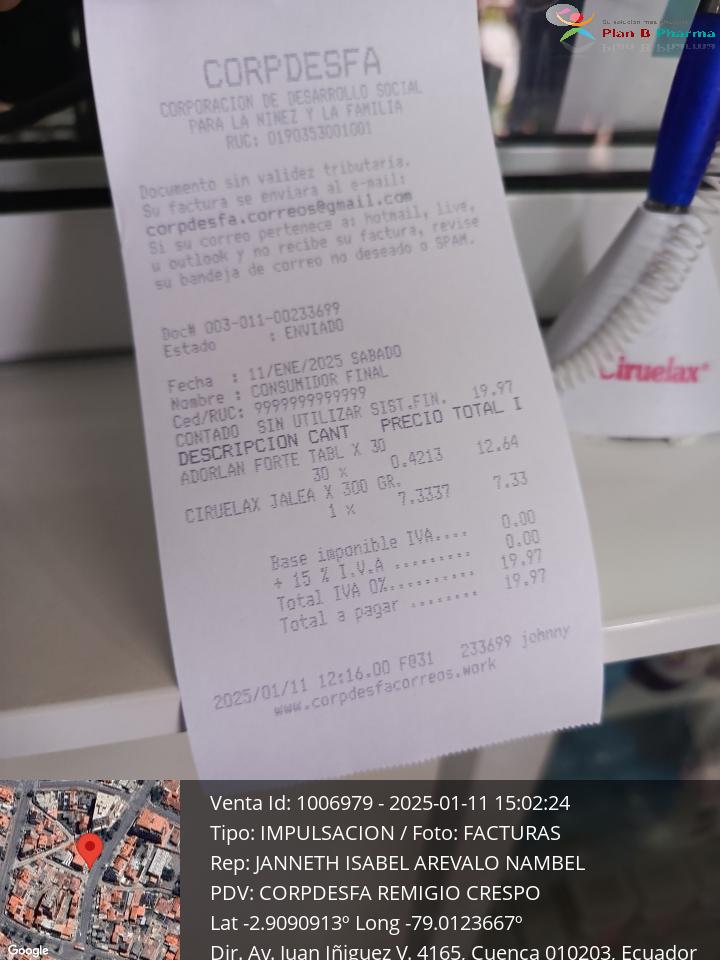 Su solución más
Plan B Pharma
CORPDESFA
CORPORACION DE DESARROLLO SOCIAL
PARA LA NINEZ Y LA FAMILIA
RUC: 0190353001001
Documento sin validez tributaria.
Su factura se enviara al e-mail:
corpdesfa.correos@gmail.com
Si su correo pertenece a: hotmail, live,
u outlook y no recibe su factura, revise
su bandeja de correo no deseado o SPAM.
Doc# 003-011-00233699
Estado : ENVIADO
Fecha : 11/ENE/2025 SABADO
Nombre : CONSUMIDOR FINAL
Ced/RUC: 9999999999999
CONTADO SIN UTILIZAR SIST.FIN. 19.97
DESCRIPCION CANT PRECIO TOTAL I
ADORLAN FORTE TABL X 30
30 x 0.4213 12.64
CIRUELAX JALEA X 300 GR.
1 x 7.3337 7.33
Base imponible IVA.... 0.00
+ 15 % I.V.A ......... 0.00
Total IVA 0%.......... 19.97
Total a pagar ........ 19.97
2025/01/11 12:16.00 F@31 233699 johnny
www.corpdesfacorreos.work
Ciruelax®
Venta Id: 1006979 - 2025-01-11 15:02:24
Tipo: IMPULSACION / Foto: FACTURAS
Rep: JANNETH ISABEL AREVALO NAMBEL
PDV: CORPDESFA REMIGIO CRESPO
Lat -2.9090913º Long -79.0123667º
Dir. Av. Juan Iñiguez V. 4165, Cuenca 010203, Ecuador
Google